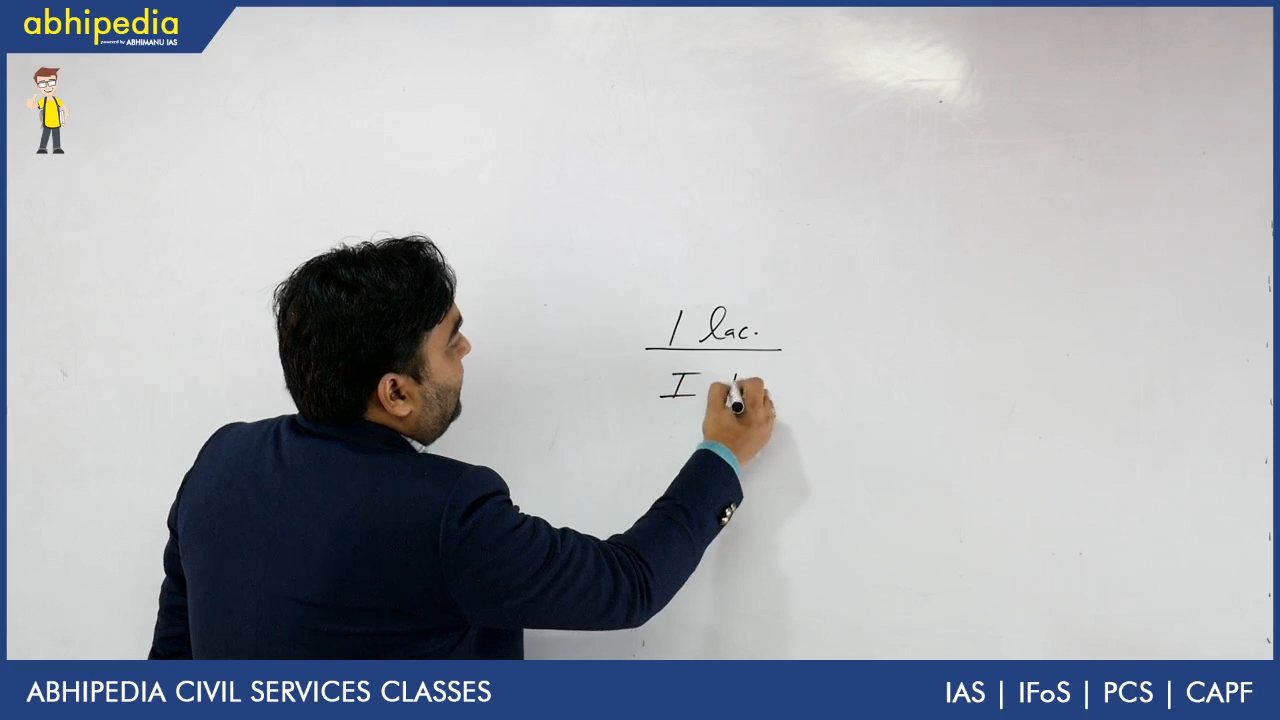 abhipedia
powered by ABHIMANU IAS
1 lac.
I
ABHIPEDIA CIVIL SERVICES CLASSES
IAS | IFoS | PCS | CAPF